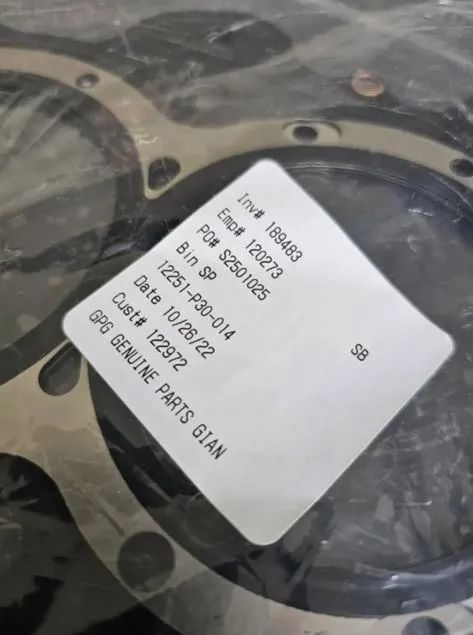 Inv# 189483
Emp# 120273
PO# S2501025
Bin SP
12251-P30-014
SB
Date 10/26/22
Cust# 122972
GPG GENUINE PARTS GIAN